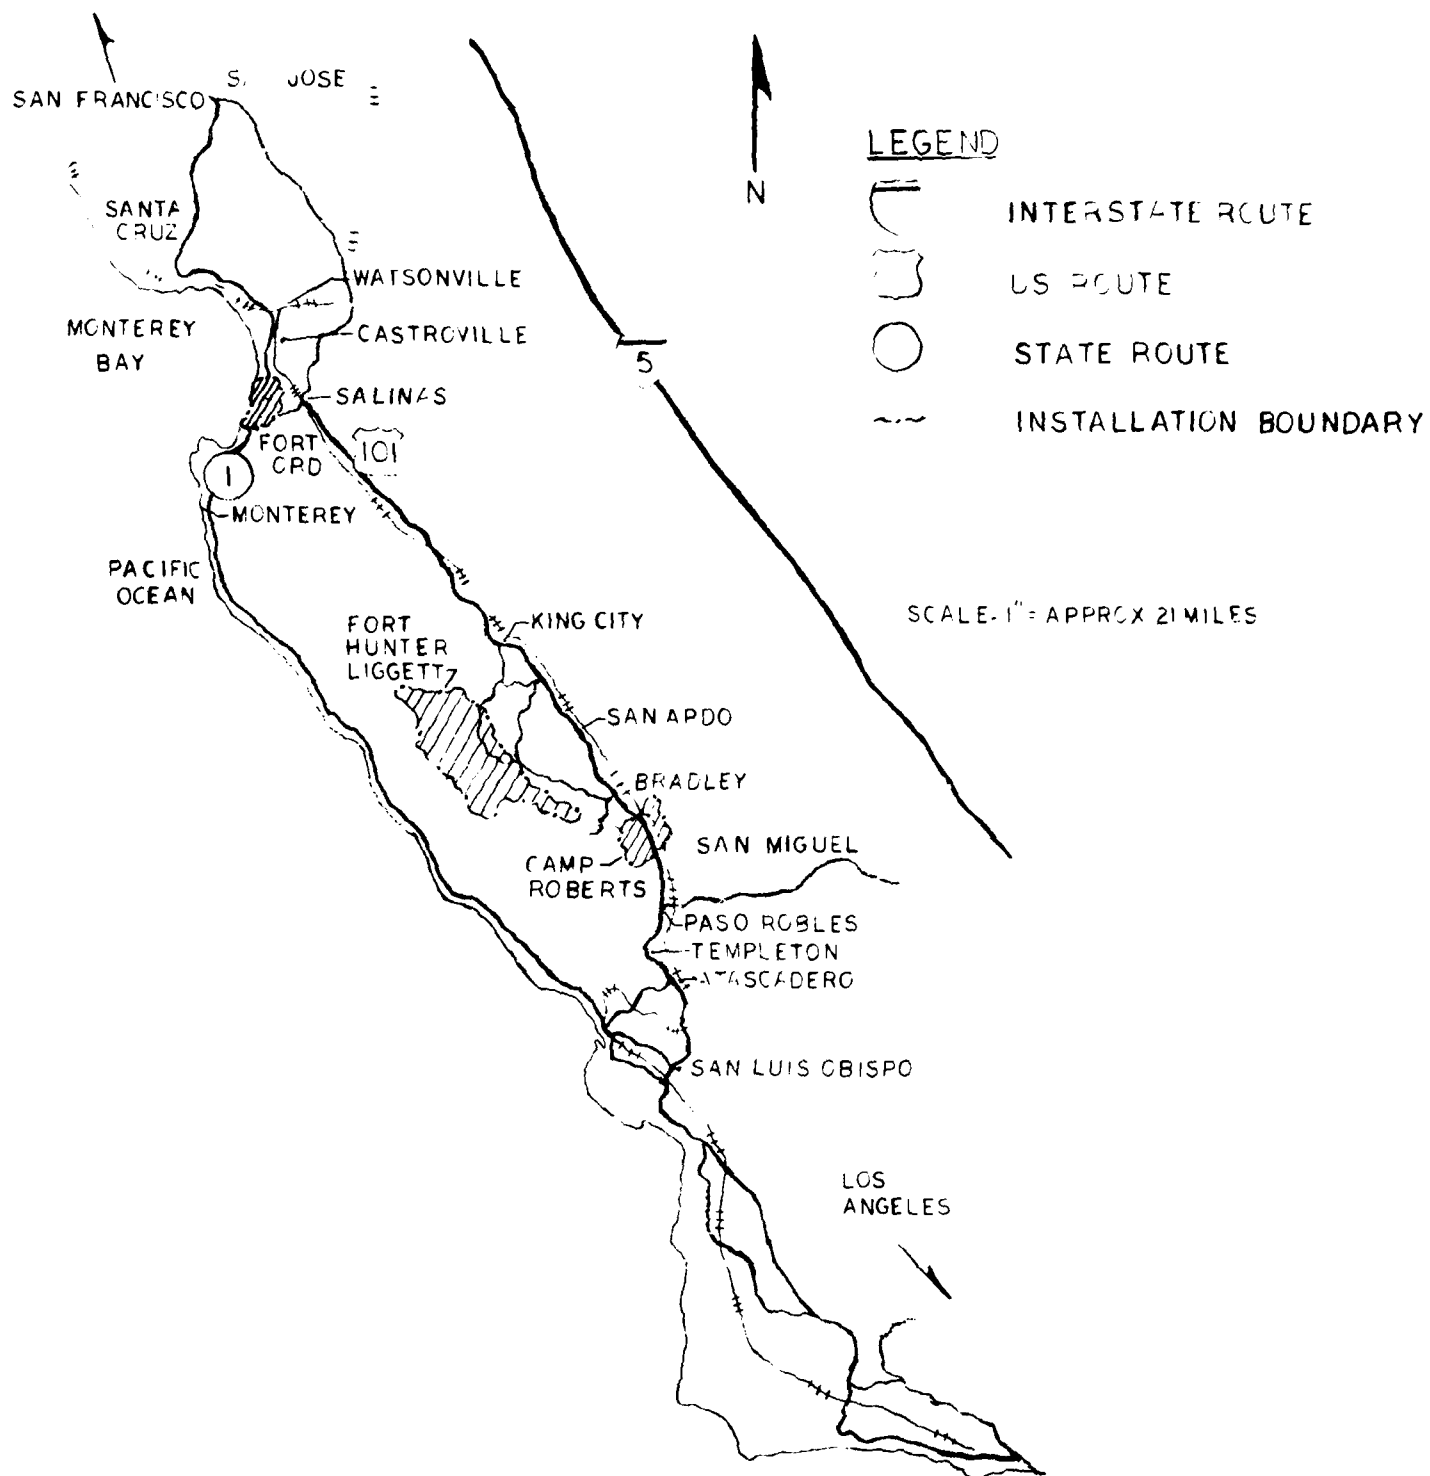 JOSE
SAN FRANCISCO
LEGEND
N
SANTA
CRUZ
INTERSTATE ROUTE
WATSONVILLE
US ROUTE
MONTEREY
BAY
CASTROVILLE
STATE ROUTE
5
SALINAS
INSTALLATION BOUNDARY
FORT
ORD
101
1
MONTEREY
PACIFIC
OCEAN
SCALE. 1" = APPROX 21 MILES
FORT
HUNTER
LIGGETT
KING CITY
SAN ARDO
BRADLEY
SAN MIGUEL
CAMP
ROBERTS
PASO ROBLES
TEMPLETON
ATASCADERO
SAN LUIS OBISPO
LOS
ANGELES